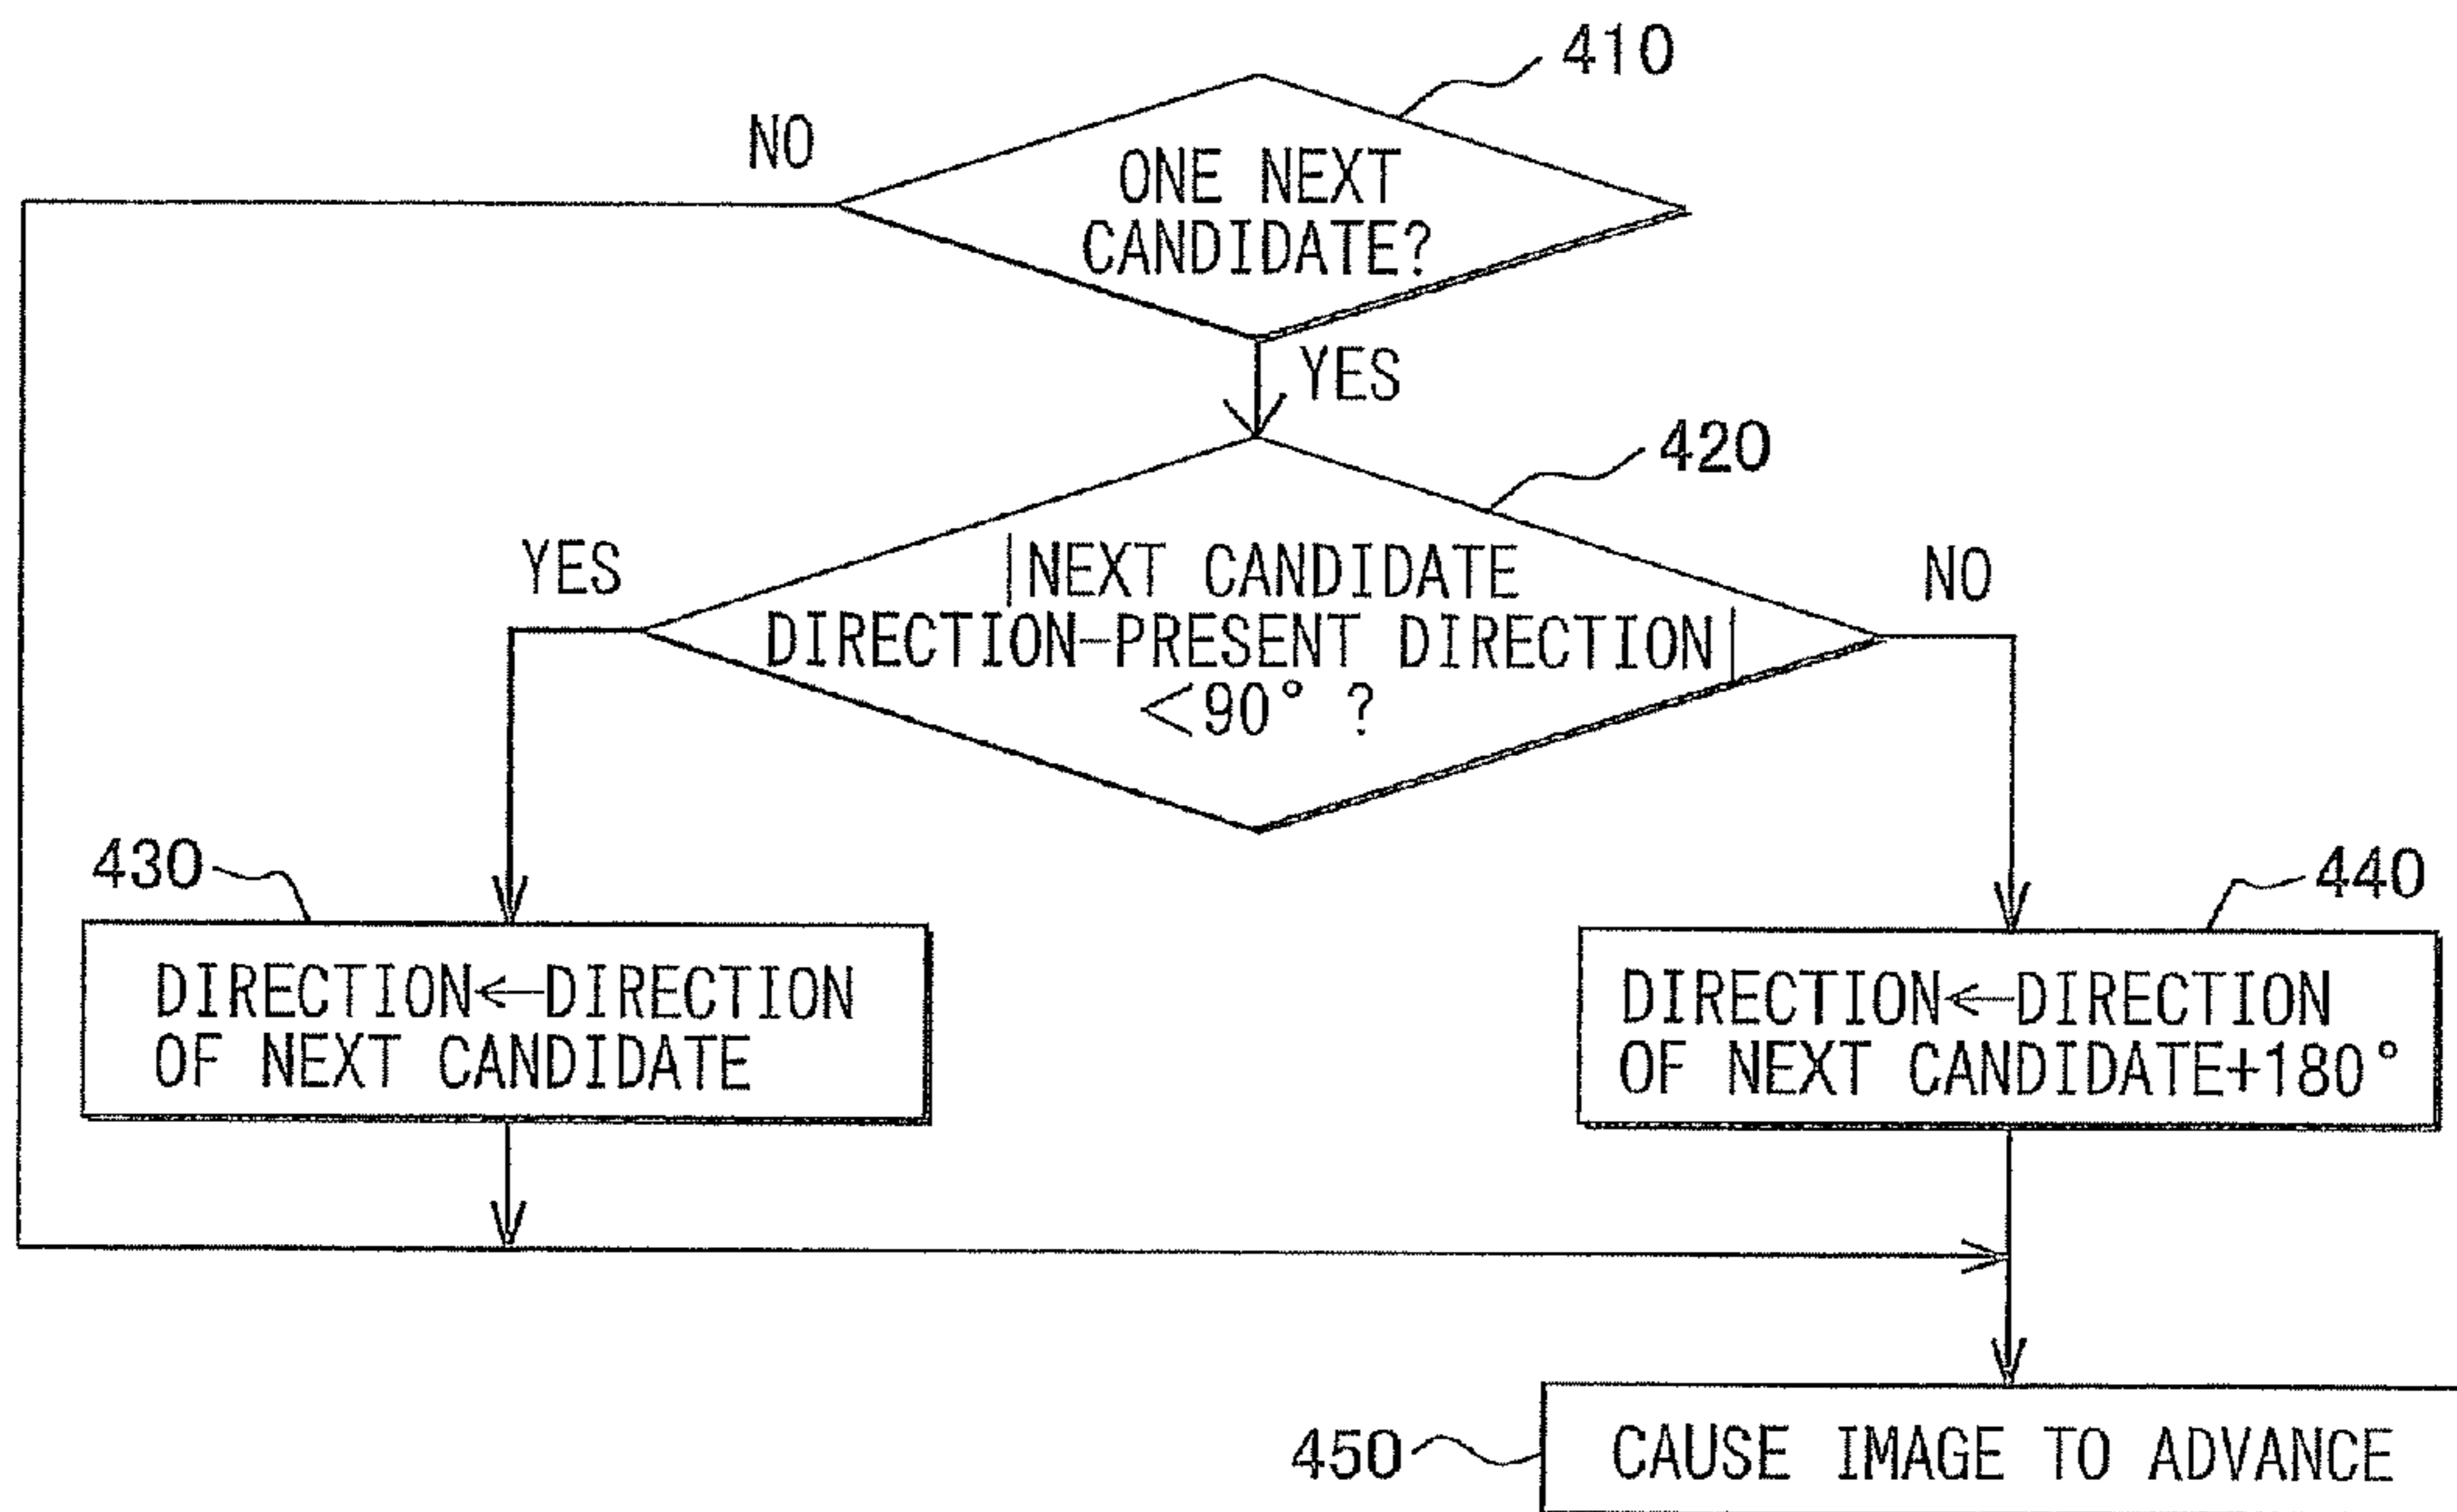 410
NO
ONE NEXT
CANDIDATE?
YES
420
YES
|NEXT CANDIDATE
NO
DIRECTION-PRESENT DIRECTION|
<90° ?
430
440
DIRECTION←DIRECTION
OF NEXT CANDIDATE
DIRECTION←DIRECTION
OF NEXT CANDIDATE+180°
450
CAUSE IMAGE TO ADVANCE